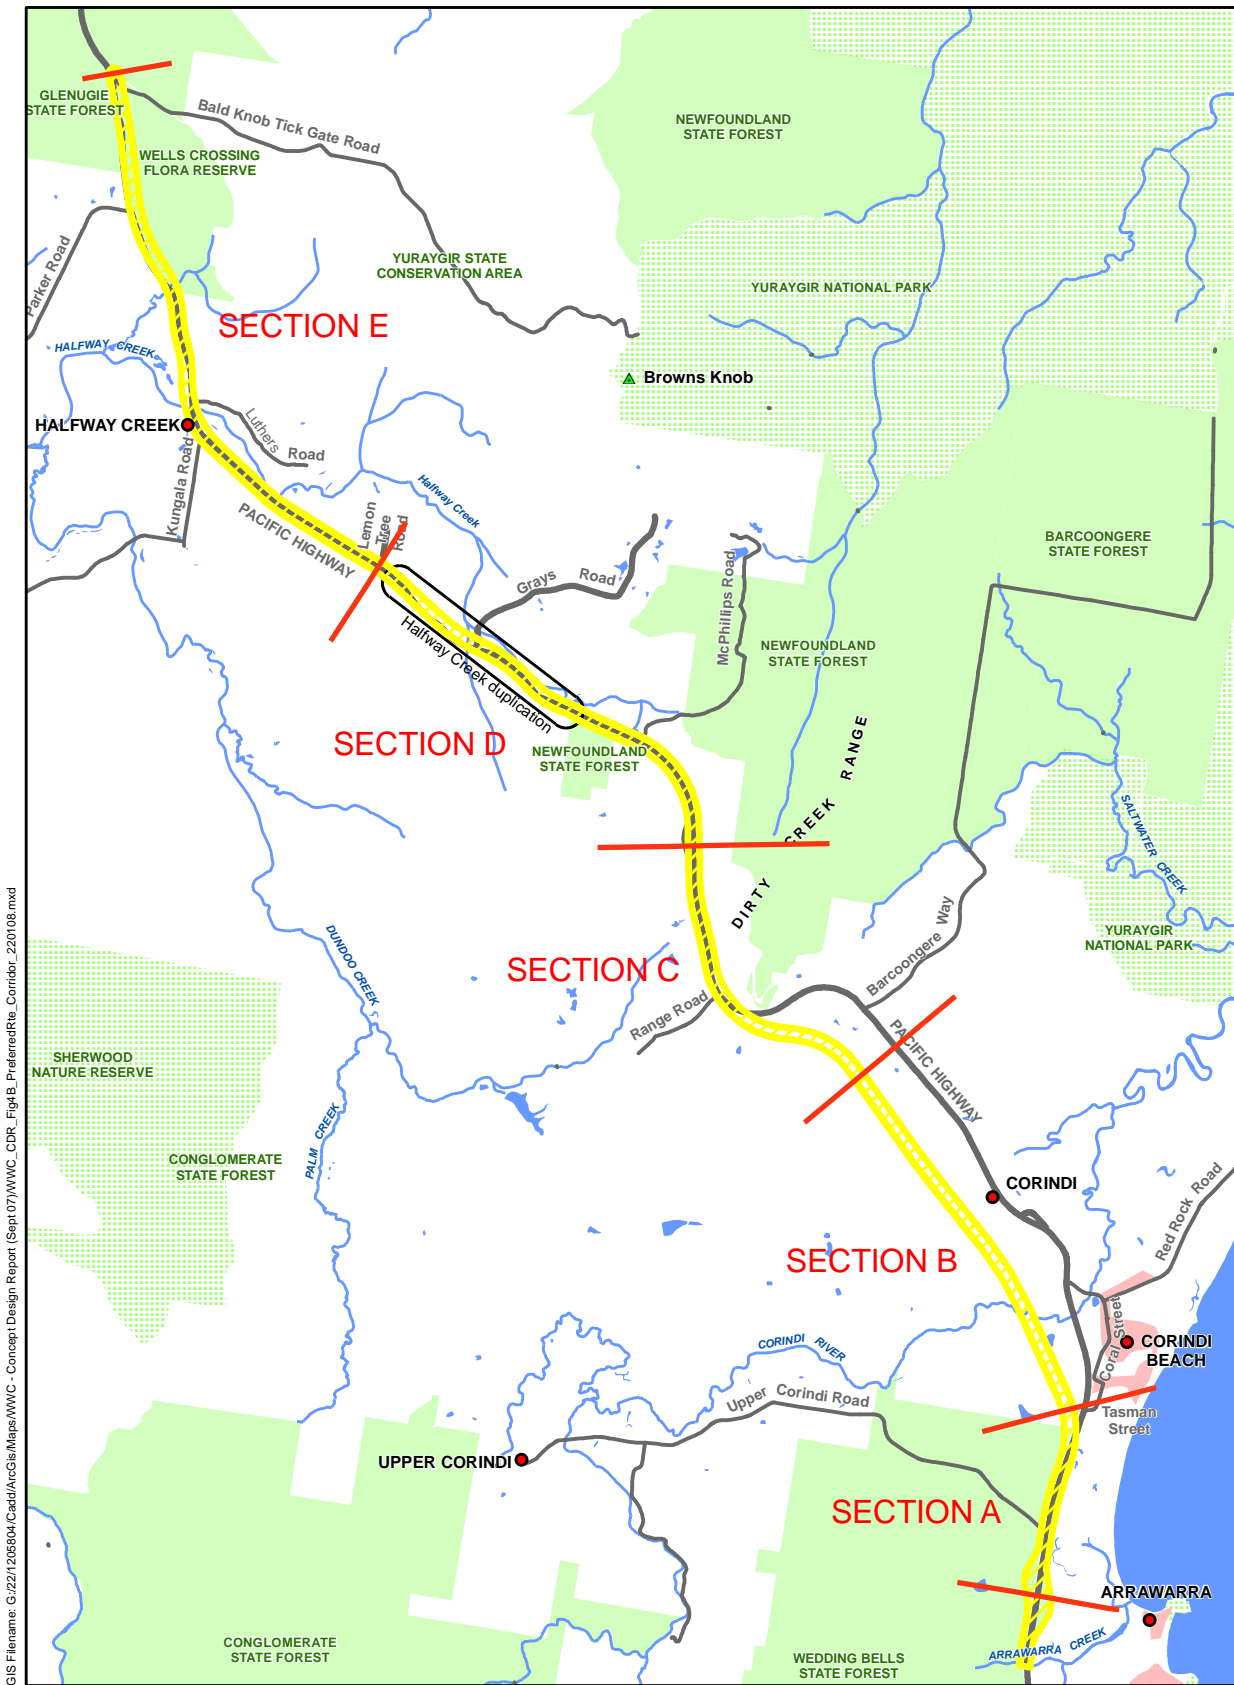 GLENUGIE
STATE FOREST
Bald Knob Tick Gate Road
NEWFOUNDLAND
STATE FOREST
WELLS CROSSING
FLORA RESERVE
Parker Road
YURAYGIR STATE
CONSERVATION AREA
YURAYGIR NATIONAL PARK
SECTION E
HALFWAY CREEK
Browns Knob
HALFWAY CREEK
Luthers
Road
Kungala Road
Halfway Creek
PACIFIC HIGHWAY
Lemon
Tree
Road
BARCOONGERE
STATE FOREST
Grays Road
McPhillips Road
Halfway Creek duplication
NEWFOUNDLAND
STATE FOREST
SECTION D
NEWFOUNDLAND
STATE FOREST
DIRTY CREEK RANGE
SALTWATER CREEK
Barcoongere Way
YURAYGIR
NATIONAL PARK
DUNDOO CREEK
SECTION C
Range Road
PACIFIC HIGHWAY
SHERWOOD
NATURE RESERVE
PALM CREEK
CONGLOMERATE
STATE FOREST
CORINDI
Red Rock Road
SECTION B
Coral Street
CORINDI
BEACH
CORINDI RIVER
Upper Corindi Road
Tasman
Street
UPPER CORINDI
SECTION A
ARRAWARRA
ARRAWARRA CREEK
CONGLOMERATE
STATE FOREST
WEDDING BELLS
STATE FOREST
GIS Filename: G:/22/1205804/Cadd/ArcGis/Maps/WWC - Concept Design Report (Sept 07)/WWC_CDR_Fig4B_PreferredRte_Corridor_220108.mxd